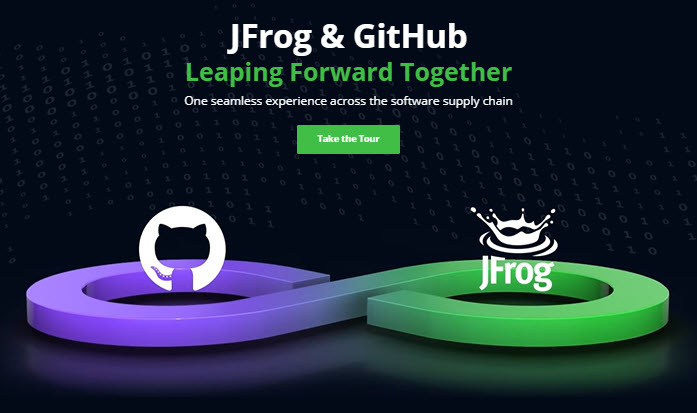 JFrog & GitHub
Leaping Forward Together
One seamless experience across the software supply chain
Take the Tour
JFrog